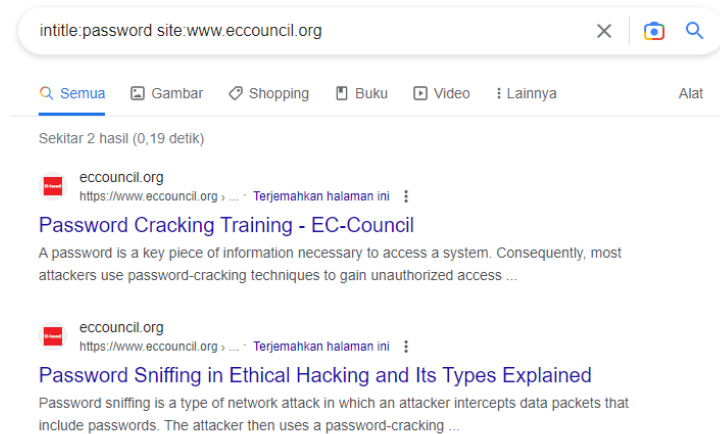 intitle:password site:www.eccouncil.org
Semua Gambar Shopping Buku Video Lainnya Alat
Sekitar 2 hasil (0,19 detik)
eccouncil.org
https://www.eccouncil.org › ... · Terjemahkan halaman ini
Password Cracking Training - EC-Council
A password is a key piece of information necessary to access a system. Consequently, most
attackers use password-cracking techniques to gain unauthorized access ...
eccouncil.org
https://www.eccouncil.org › ... · Terjemahkan halaman ini
Password Sniffing in Ethical Hacking and Its Types Explained
Password sniffing is a type of network attack in which an attacker intercepts data packets that
include passwords. The attacker then uses a password-cracking ...